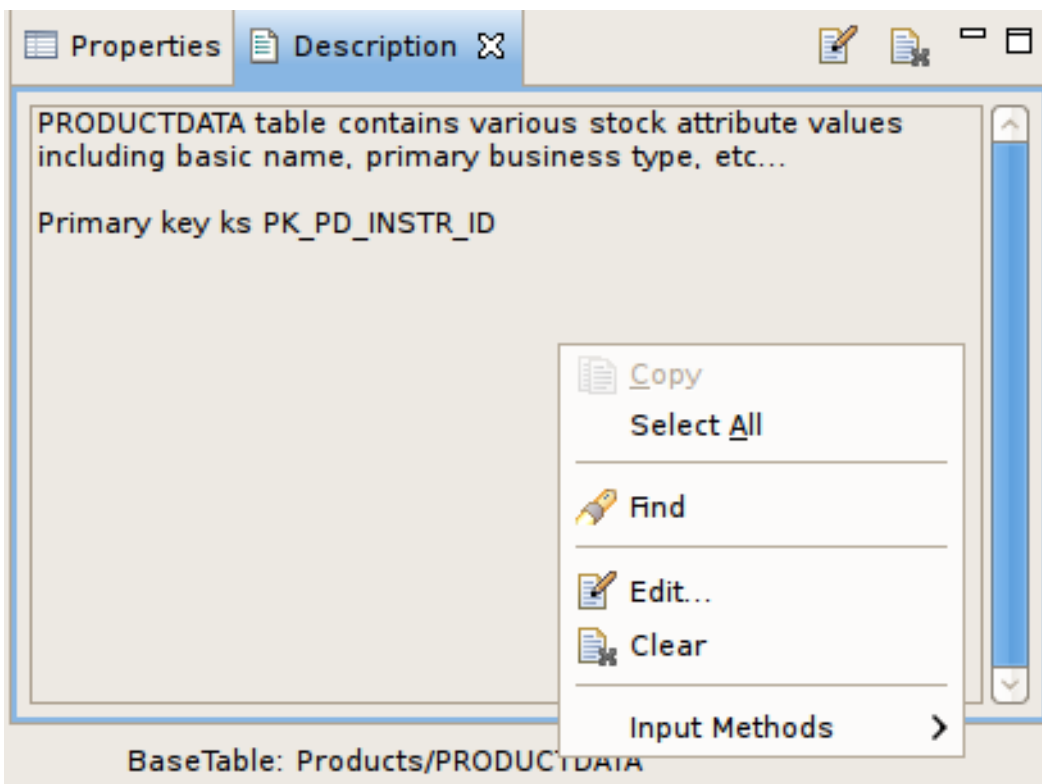 Properties
Description
PRODUCTDATA table contains various stock attribute values
including basic name, primary business type, etc...
Primary key ks PK_PD_INSTR_ID
Copy
Select All
Find
Edit...
Clear
Input Methods
BaseTable: Products/PRODUCTDATA